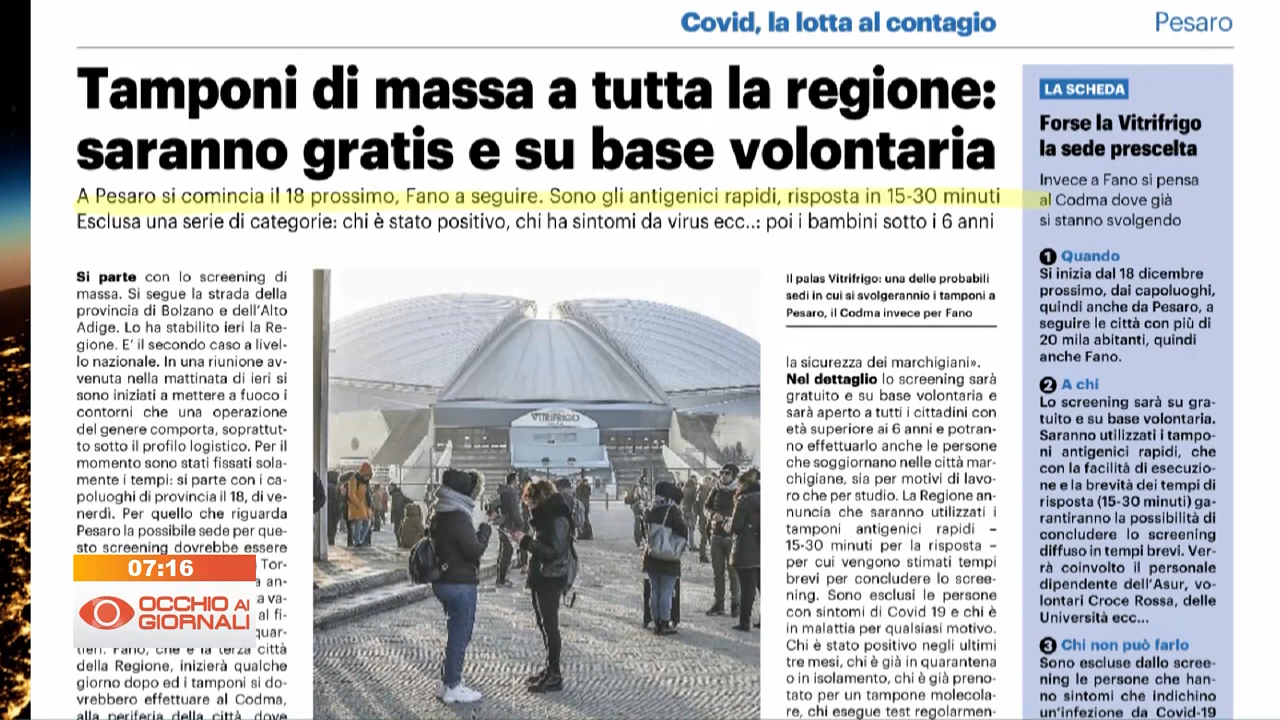 Covid, la lotta al contagio
Pesaro
Tamponi di massa a tutta la regione:
saranno gratis e su base volontaria
A Pesaro si comincia il 18 prossimo, Fano a seguire. Sono gli antigenici rapidi, risposta in 15-30 minuti
Esclusa una serie di categorie: chi è stato positivo, chi ha sintomi da virus ecc..: poi i bambini sotto i 6 anni
Si parte con lo screening di
massa. Si segue la strada della
provincia di Bolzano e dell'Alto
Adige. Lo ha stabilito ieri la Re-
gione. E' il secondo caso a livel-
lo nazionale. In una riunione av-
venuta nella mattinata di ieri si
sono iniziati a mettere a fuoco i
contorni che una operazione
del genere comporta, soprattut-
to sotto il profilo logistico. Per il
momento sono stati fissati sola-
mente i tempi: si parte con i ca-
poluoghi di provincia il 18, di ve-
nerdì. Per quello che riguarda
Pesaro la possibile sede per que-
sto screening dovrebbe essere
Tor-
an-
va-
al fi-
quar-
tieri. Fano, che è la terza città
della Regione, inizierà qualche
giorno dopo ed i tamponi si do-
vrebbero effettuare al Codma,
alla periferia della città, dove
07:16
OCCHIO AI
GIORNALI
VITRIFRIGO
Il palas Vitrifrigo: una delle probabili
sedi in cui si svolgerannio i tamponi a
Pesaro, il Codma invece per Fano
la sicurezza dei marchigiani».
Nel dettaglio lo screening sarà
gratuito e su base volontaria e
sarà aperto a tutti i cittadini con
età superiore ai 6 anni e potran-
no effettuarlo anche le persone
che soggiornano nelle città mar-
chigiane, sia per motivi di lavo-
ro che per studio. La Regione an-
nuncia che saranno utilizzati i
tamponi antigenici rapidi –
15-30 minuti per la risposta –
per cui vengono stimati tempi
brevi per concludere lo scree-
ning. Sono esclusi le persone
con sintomi di Covid 19 e chi è
in malattia per qualsiasi motivo.
Chi è stato positivo negli ultimi
tre mesi, chi è già in quarantena
o in isolamento, chi è già preno-
tato per un tampone molecola-
re, chi esegue test regolarmen-
LA SCHEDA
Forse la Vitrifrigo
la sede prescelta
Invece a Fano si pensa
al Codma dove già
si stanno svolgendo
1 Quando
Si inizia dal 18 dicembre
prossimo, dai capoluoghi,
quindi anche da Pesaro, a
seguire le città con più di
20 mila abitanti, quindi
anche Fano.
2 A chi
Lo screening sarà su gra-
tuito e su base volontaria.
Saranno utilizzati i tampo-
ni antigenici rapidi, che
con la facilità di esecuzio-
ne e la brevità dei tempi di
risposta (15-30 minuti) ga-
rantiranno la possibilità di
concludere lo screening
diffuso in tempi brevi. Ver-
rà coinvolto il personale
dipendente dell'Asur, vo-
lontari Croce Rossa, delle
Università ecc...
3 Chi non può farlo
Sono escluse dallo scree-
ning le persone che han-
no sintomi che indichino
un'infezione da Covid-19